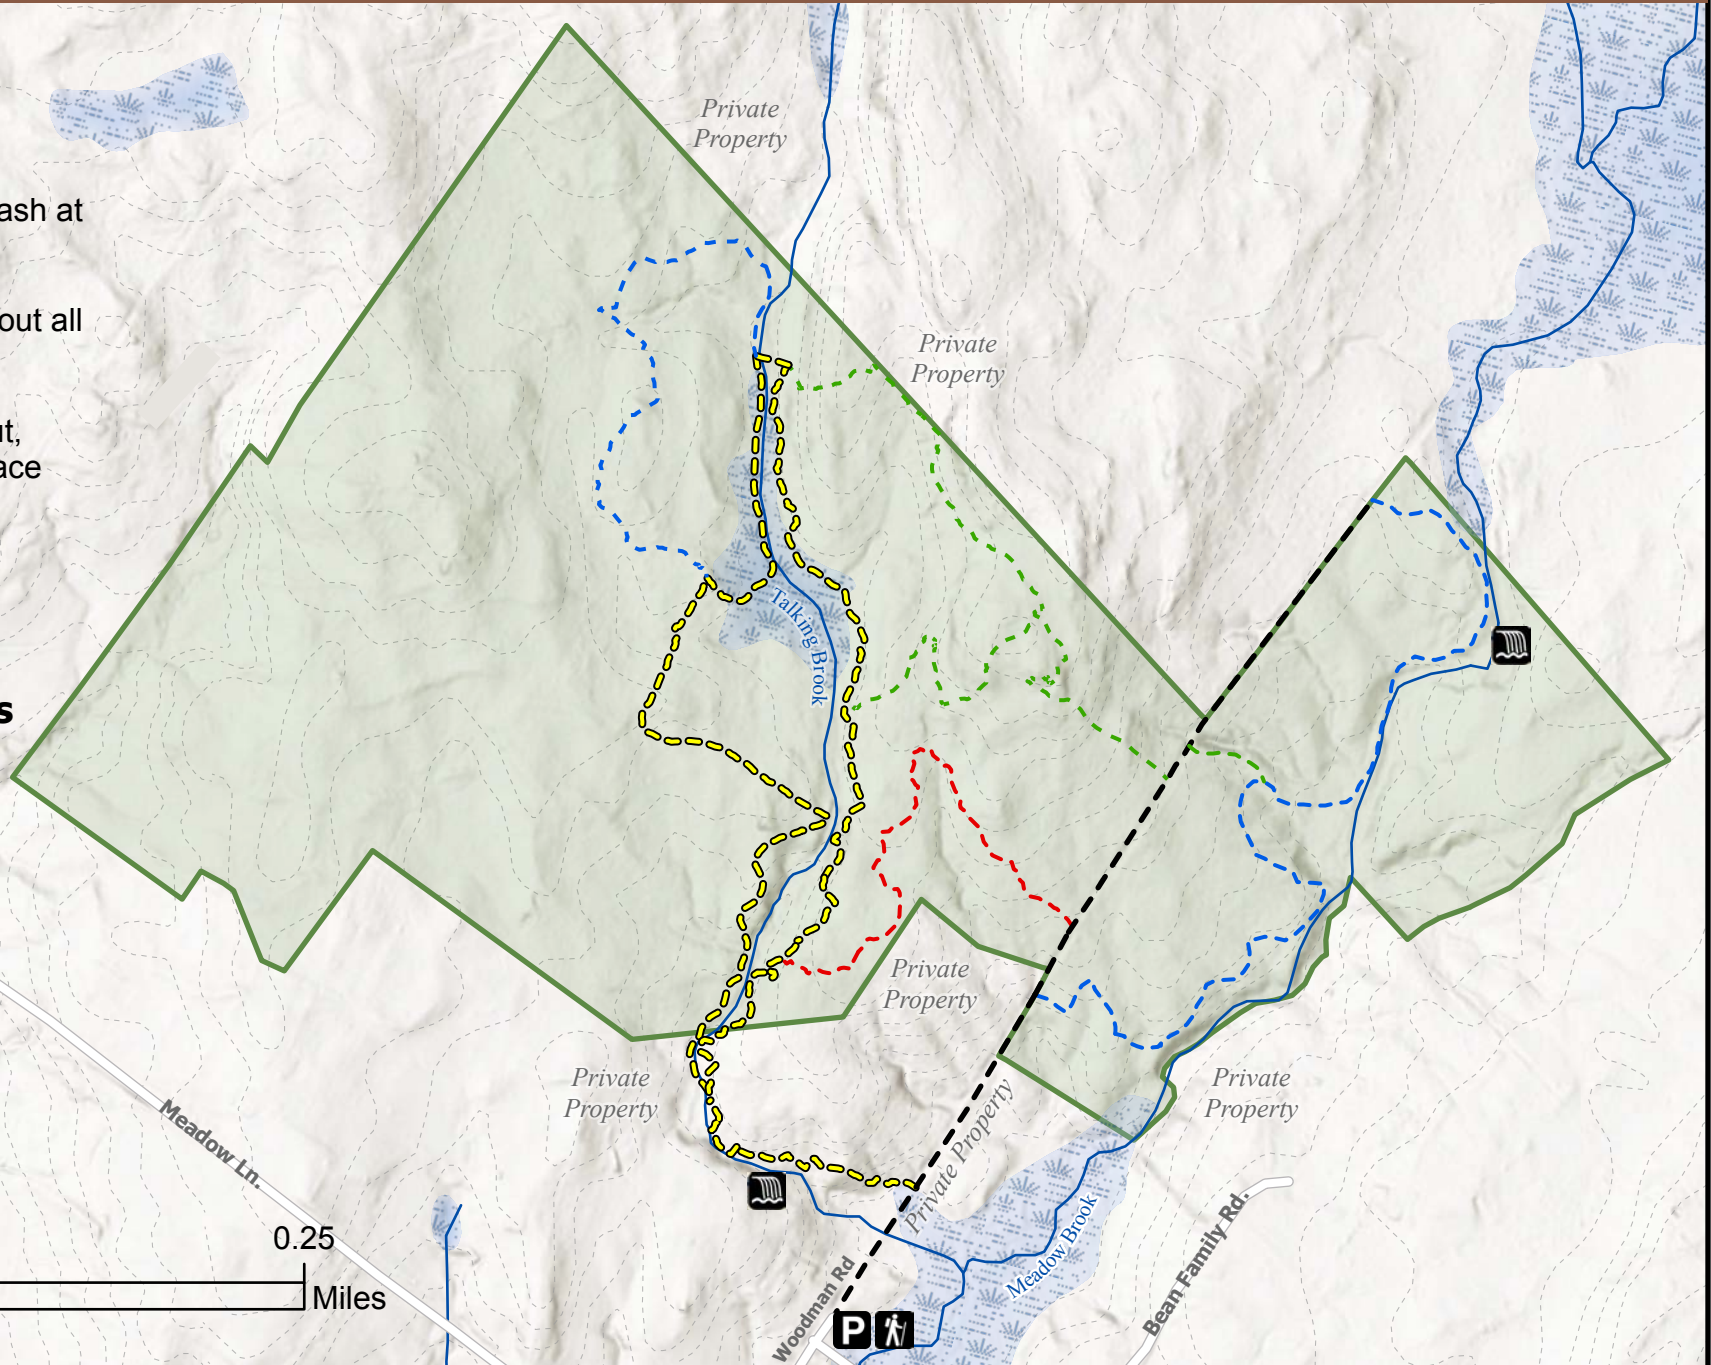 Private
Property
ash at
out all
Private
Property
ut,
ace
Talking Brook
s
Private
Property
Private
Property
Private
Property
Private Property
Meadow Ln.
Meadow Brook
Bean Family Rd.
0.25
Miles
Woodman Rd
P